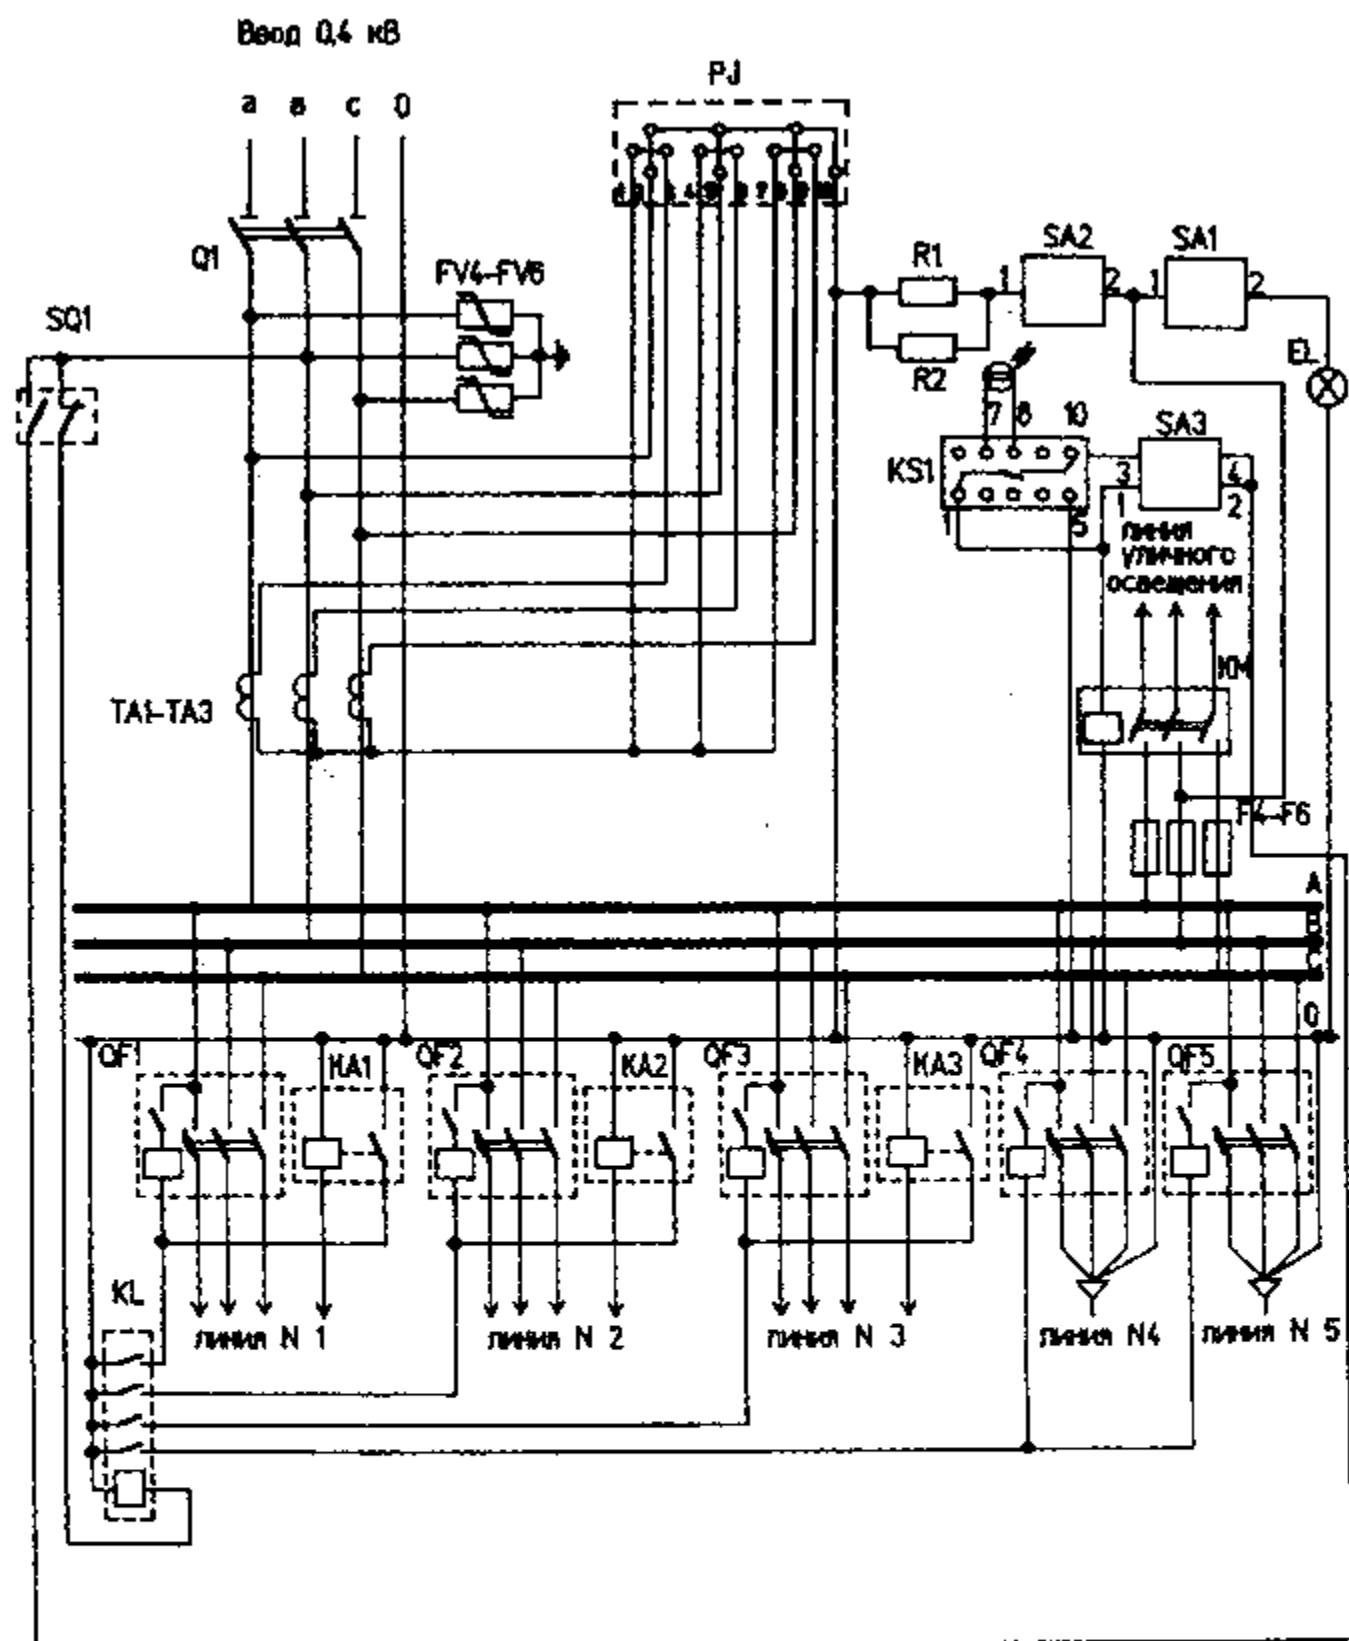 Ввод 0,4 кВ
а в с 0
PJ
Q1
FV4-FV6
SQ1
R1
SA2
SA1
1
2
1
2
R2
EL
7 8 10
KS1
SA3
3
4
1
2
1
5
линия
уличного
освещения
KM
TA1-TA3
F4-F6
A
B
C
0
QF1
KA1
QF2
KA2
QF3
KA3
QF4
QF5
KL
линия N 1
линия N 2
линия N 3
линия N4
линия N 5